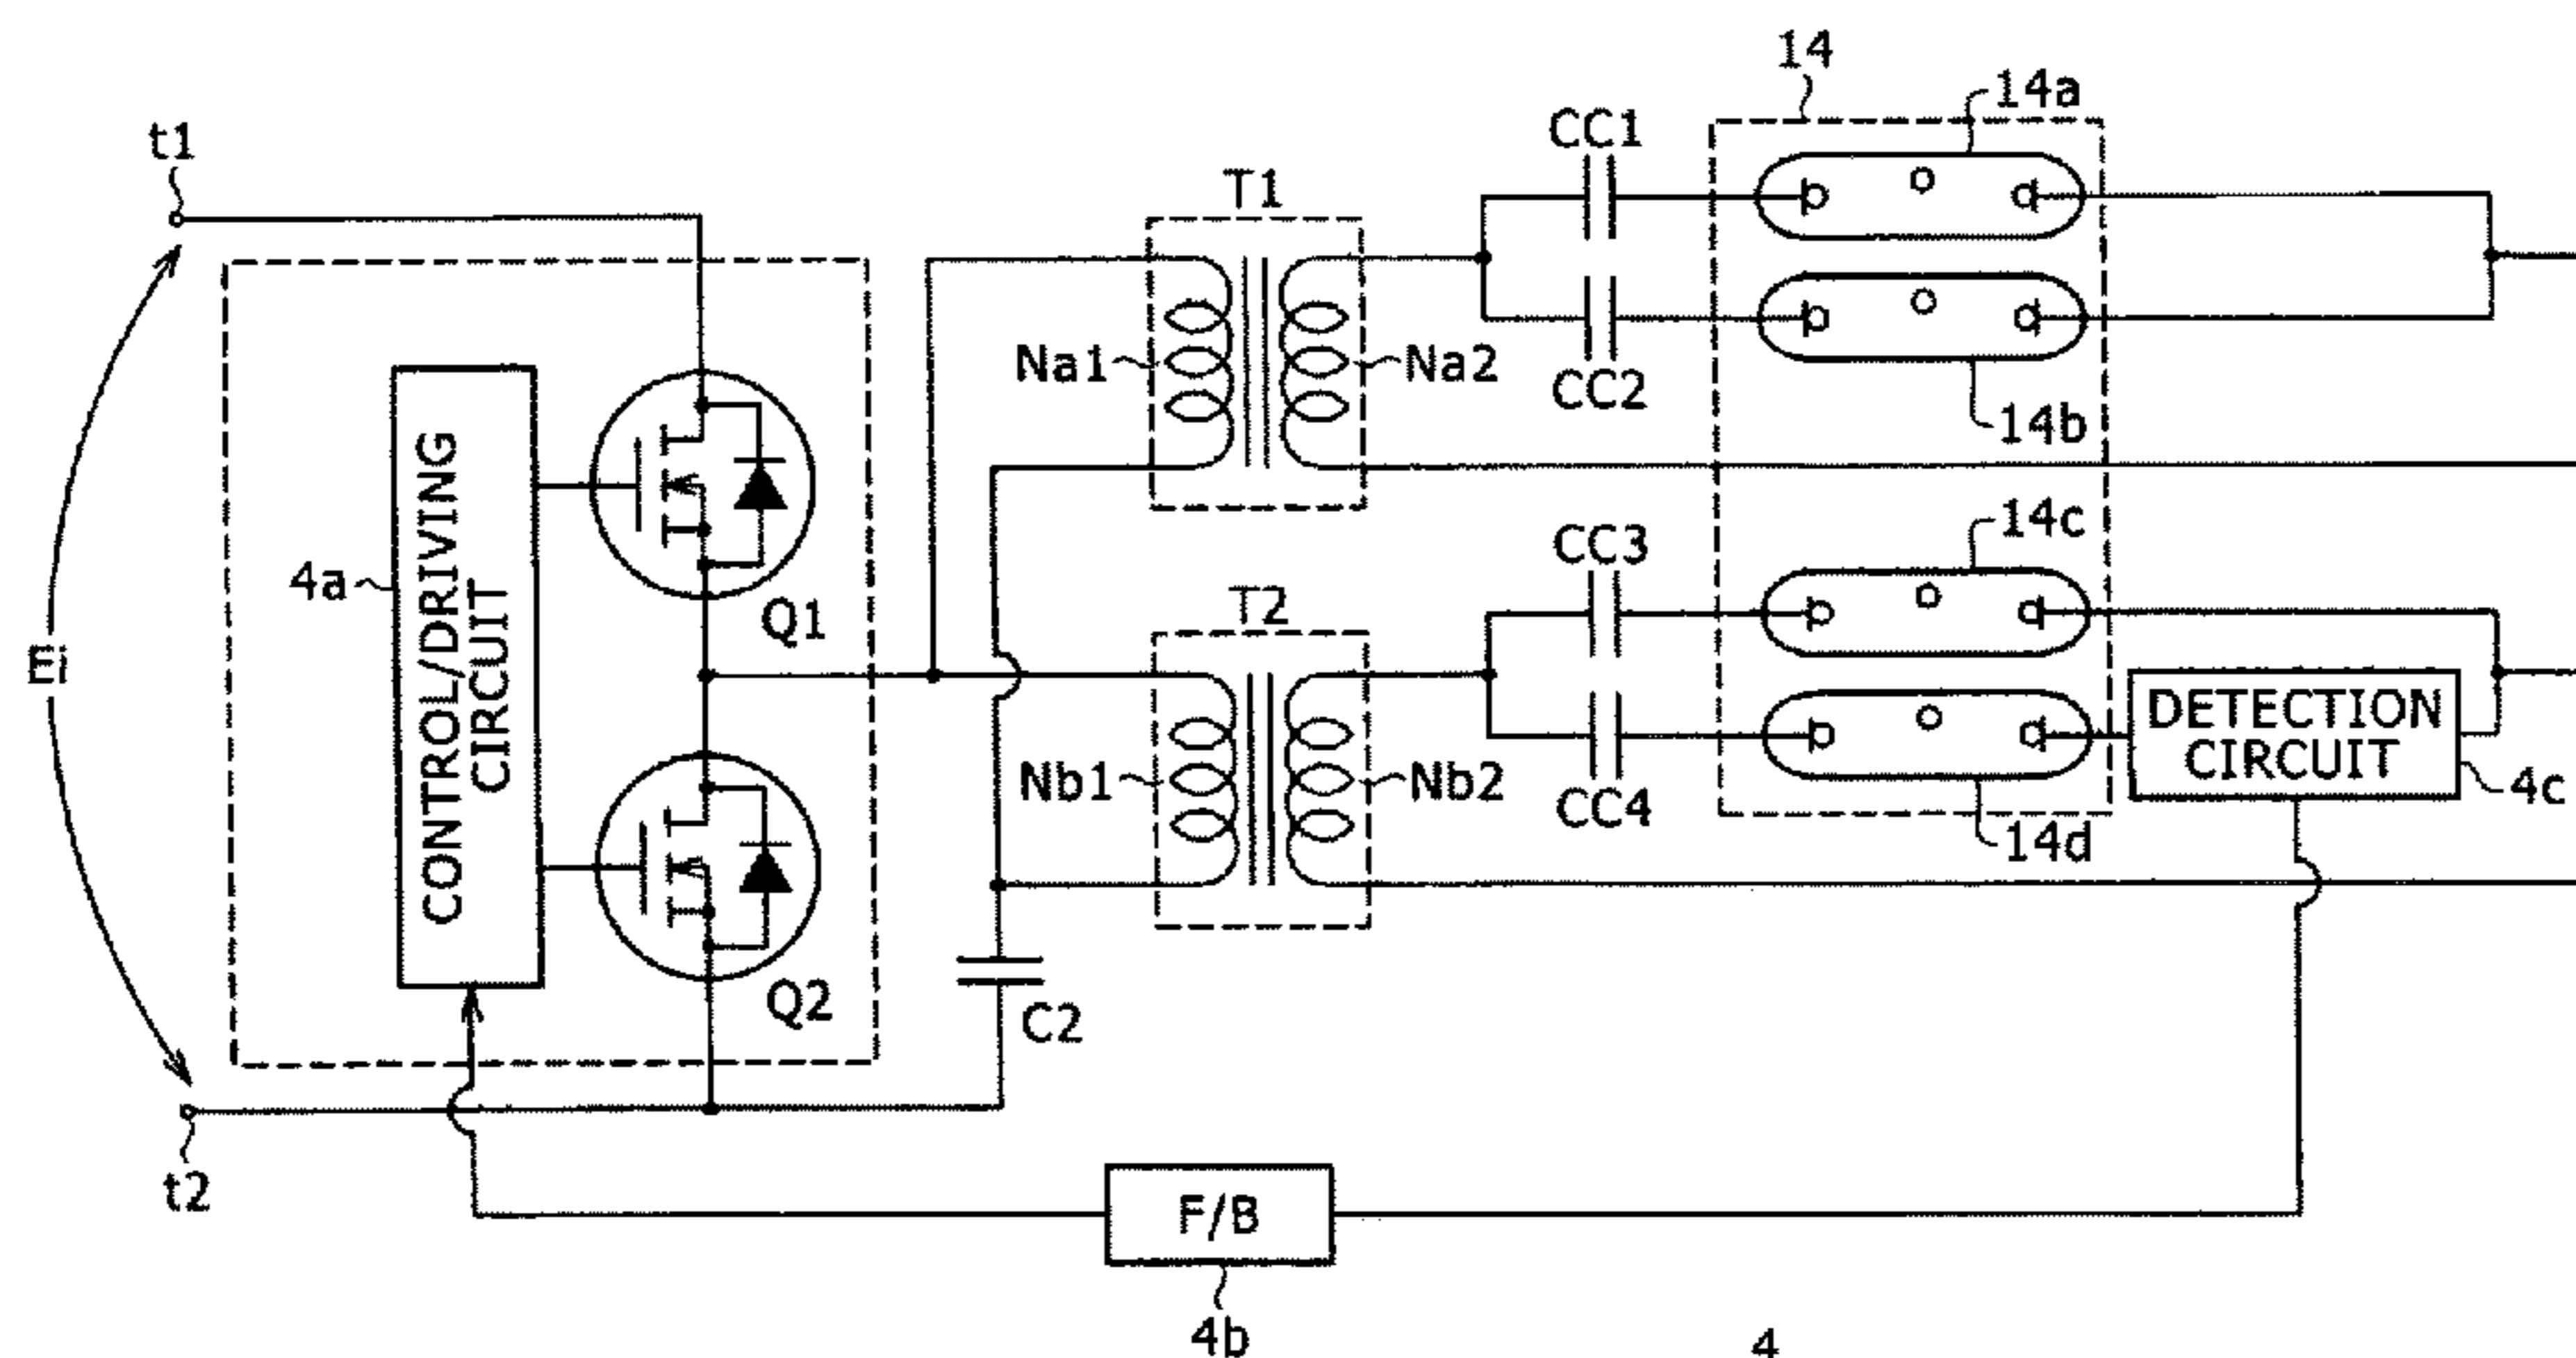 14
14a
t1
CC1
T1
Na1
Na2
CC2
14b
CONTROL/DRIVING
CIRCUIT
4a
Q1
CC3
14c
T2
Ei
DETECTION
CIRCUIT
4c
Nb1
Nb2
CC4
14d
Q2
C2
t2
F/B
4b
4